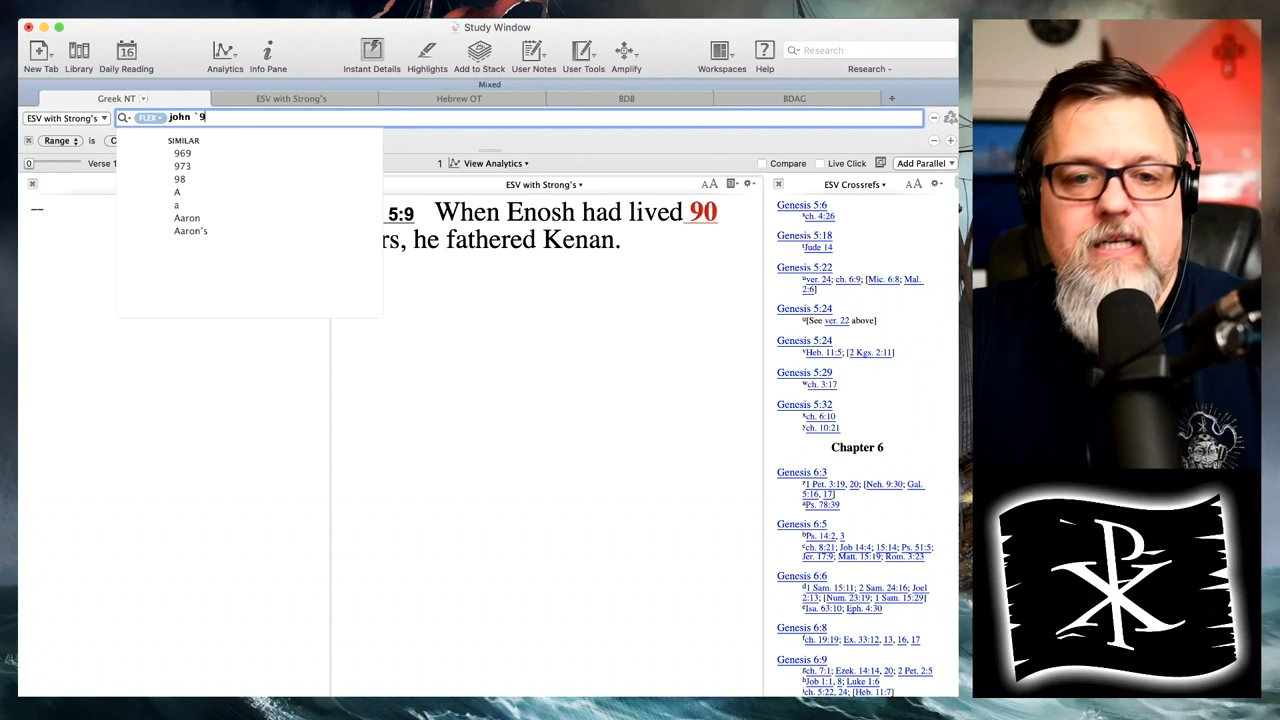 Study Window
New Tab
Library
16
Daily Reading
Analytics
Info Pane
Instant Details
Highlights
Add to Stack
User Notes
User Tools
Amplify
Workspaces
Help
Research
Research
Mixed
Greek NT
ESV with Strong's
Hebrew OT
BDB
BDAG
ESV with Strong's
FLEX
john `9
Range
is
0
Verse 1
1
View Analytics
Compare
Live Click
Add Parallel
SIMILAR
969
973
98
A
a
Aaron
Aaron's
ESV with Strong's
AA
5:9 When Enosh had lived 90
rs, he fathered Kenan.
ESV Crossrefs
AA
Genesis 5:6
s ch. 4:26
Genesis 5:18
t Jude 14
Genesis 5:22
u ver. 24; ch. 6:9; [Mic. 6:8; Mal.
2:6]
Genesis 5:24
u [See ver. 22 above]
Genesis 5:24
v Heb. 11:5; [2 Kgs. 2:11]
Genesis 5:29
w ch. 3:17
Genesis 5:32
x ch. 6:10
y ch. 10:21
Chapter 6
Genesis 6:3
z 1 Pet. 3:19, 20; [Neh. 9:30; Gal.
5:16, 17]
a Ps. 78:39
Genesis 6:5
b Ps. 14:2, 3
c ch. 8:21; Job 14:4; 15:14; Ps. 51:5;
Jer. 17:9; Matt. 15:19; Rom. 3:23
Genesis 6:6
d 1 Sam. 15:11; 2 Sam. 24:16; Joel
2:13; [Num. 23:19; 1 Sam. 15:29]
e Isa. 63:10; Eph. 4:30
Genesis 6:8
f ch. 19:19; Ex. 33:12, 13, 16, 17
Genesis 6:9
g ch. 7:1; Ezek. 14:14, 20; 2 Pet. 2:5
h Job 1:1, 8; Luke 1:6
i ch. 5:22, 24; [Heb. 11:7]